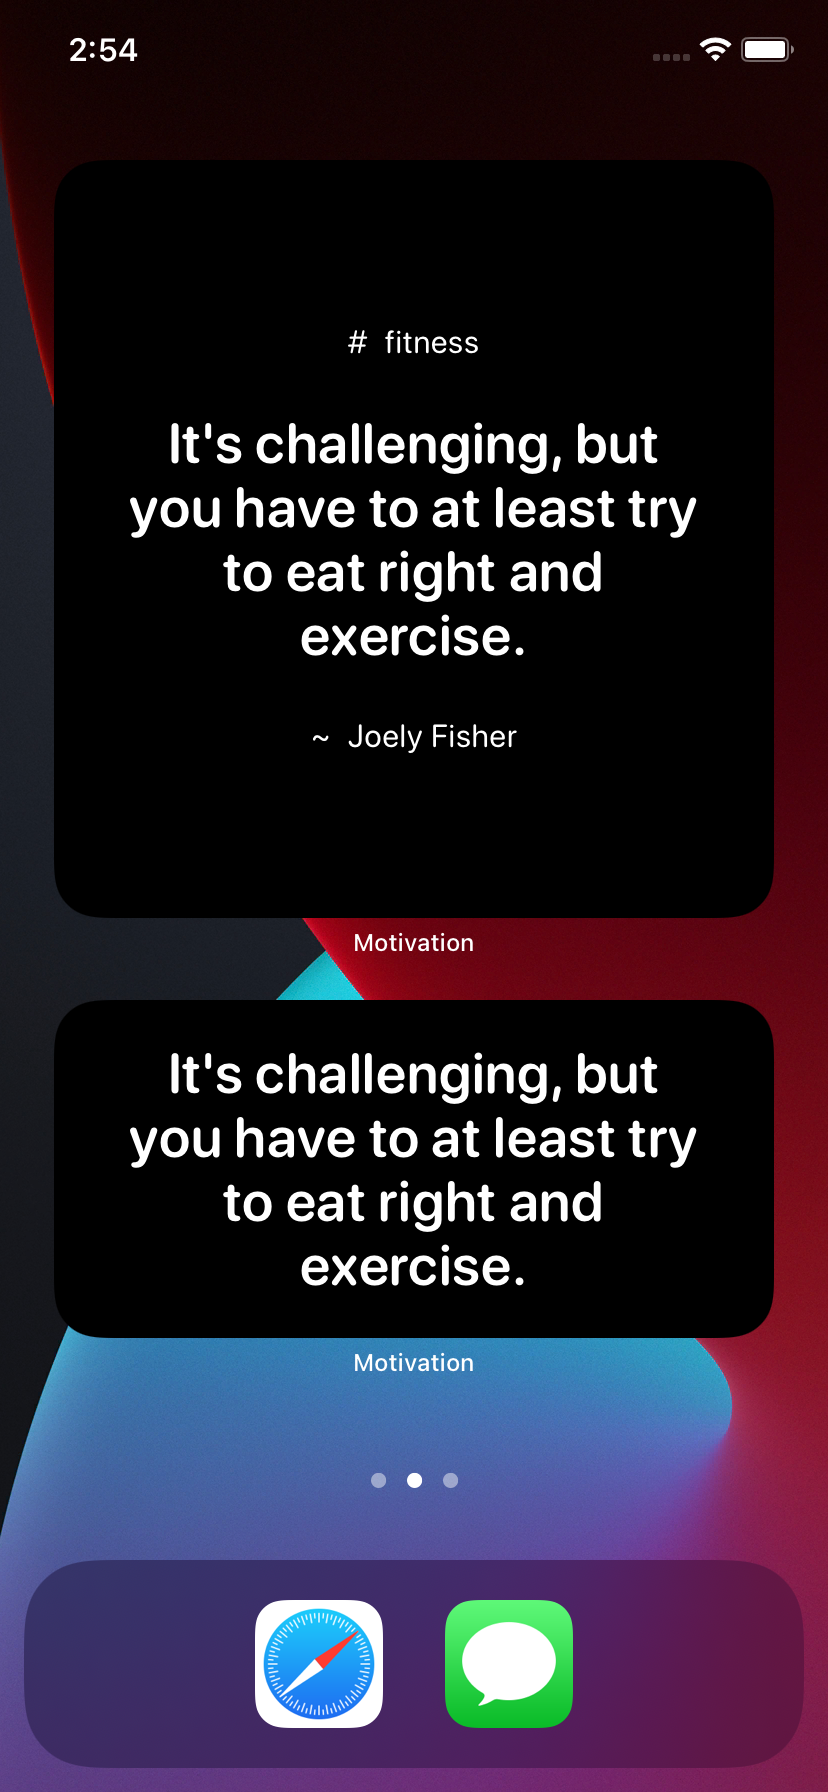 2:54
# fitness
It's challenging, but
you have to at least try
to eat right and
exercise.
~ Joely Fisher
Motivation
It's challenging, but
you have to at least try
to eat right and
exercise.
Motivation